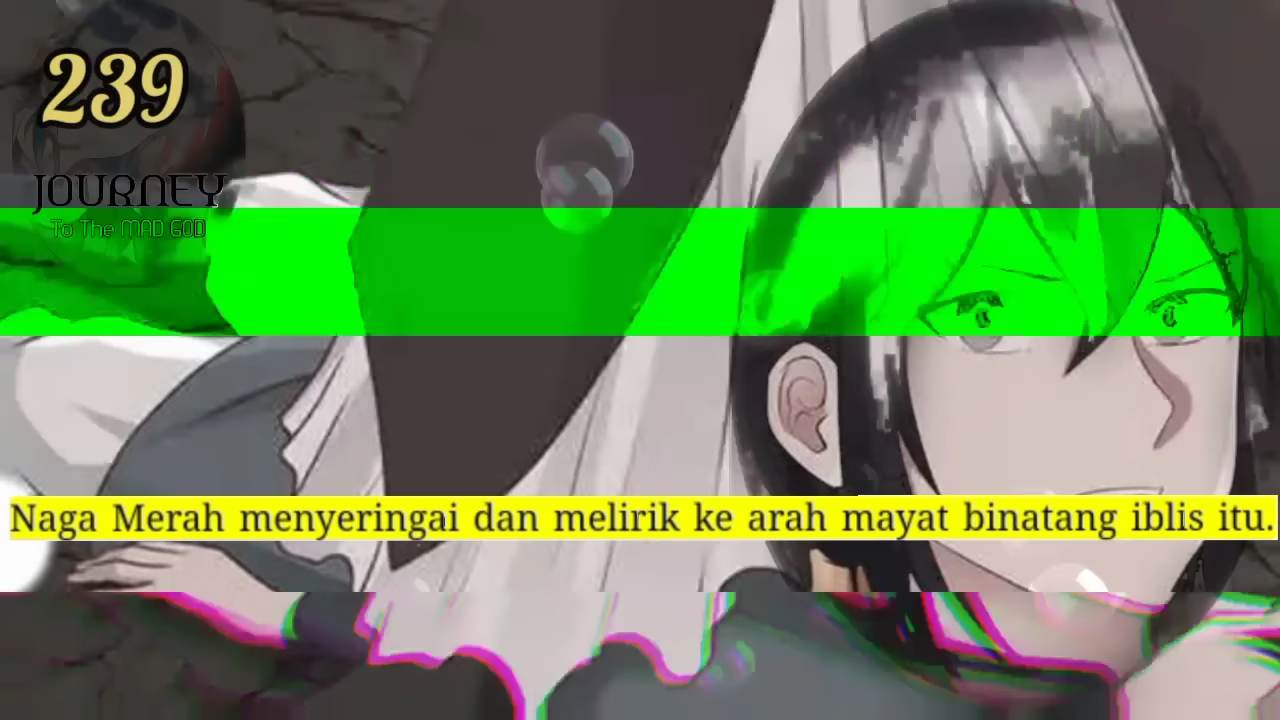 239
JOURNEY
To The MAD GOD
Naga Merah menyeringai dan melirik ke arah mayat binatang iblis itu.